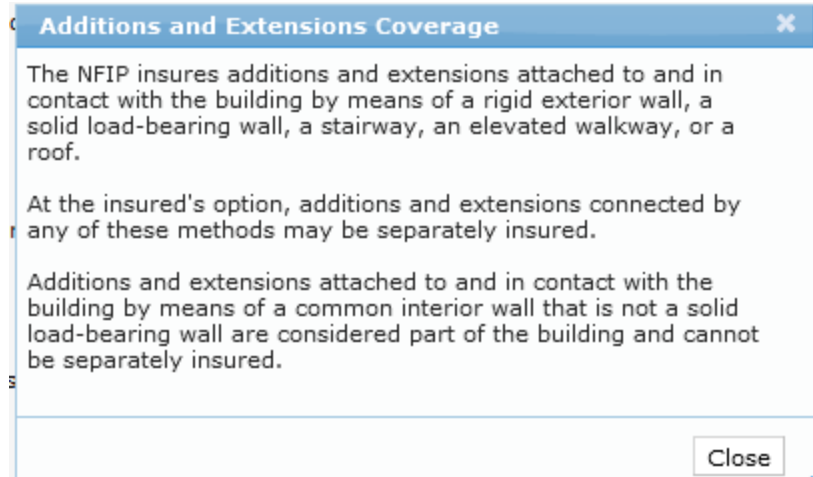 Additions and Extensions Coverage
The NFIP insures additions and extensions attached to and in
contact with the building by means of a rigid exterior wall, a
solid load-bearing wall, a stairway, an elevated walkway, or a
roof.
At the insured's option, additions and extensions connected by
any of these methods may be separately insured.
Additions and extensions attached to and in contact with the
building by means of a common interior wall that is not a solid
load-bearing wall are considered part of the building and cannot
be separately insured.
Close